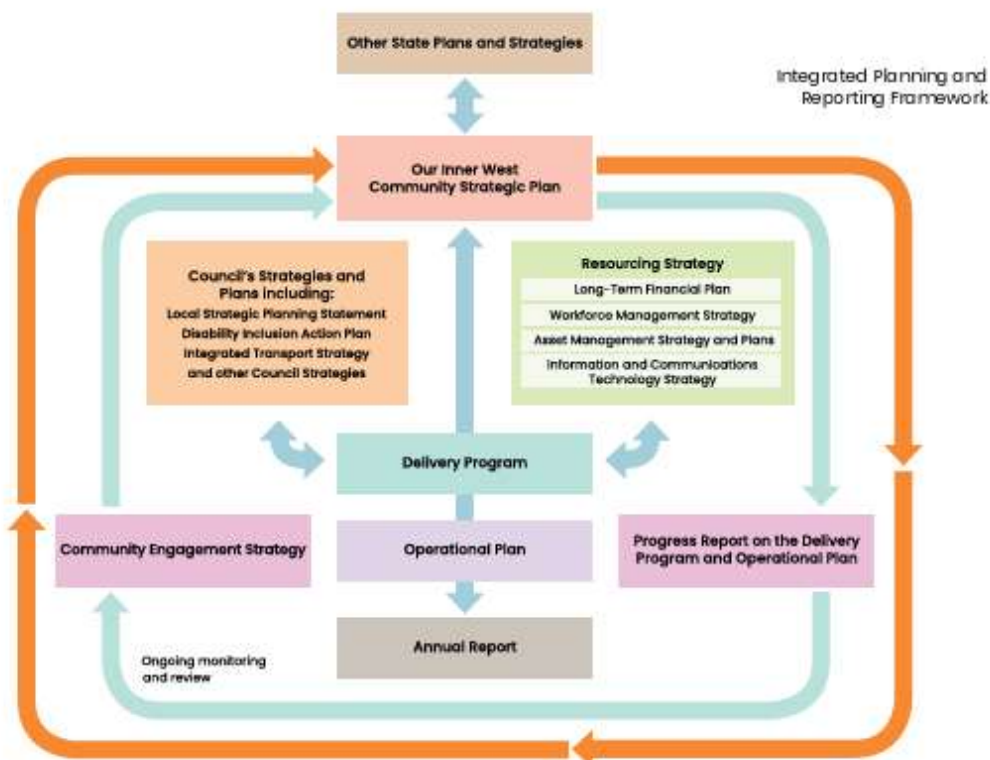 Other State Plans and Strategies
Integrated Planning and
Reporting Framework
Our Inner West
Community Strategic Plan
Council's Strategies and
Plans including:
Local Strategic Planning Statement
Disability Inclusion Action Plan
Integrated Transport Strategy
and other Council Strategies
Resourcing Strategy
Long-Term Financial Plan
Workforce Management Strategy
Asset Management Strategy and Plans
Information and Communications
Technology Strategy
Delivery Program
Community Engagement Strategy
Operational Plan
Progress Report on the Delivery
Program and Operational Plan
Annual Report
Ongoing monitoring
and review